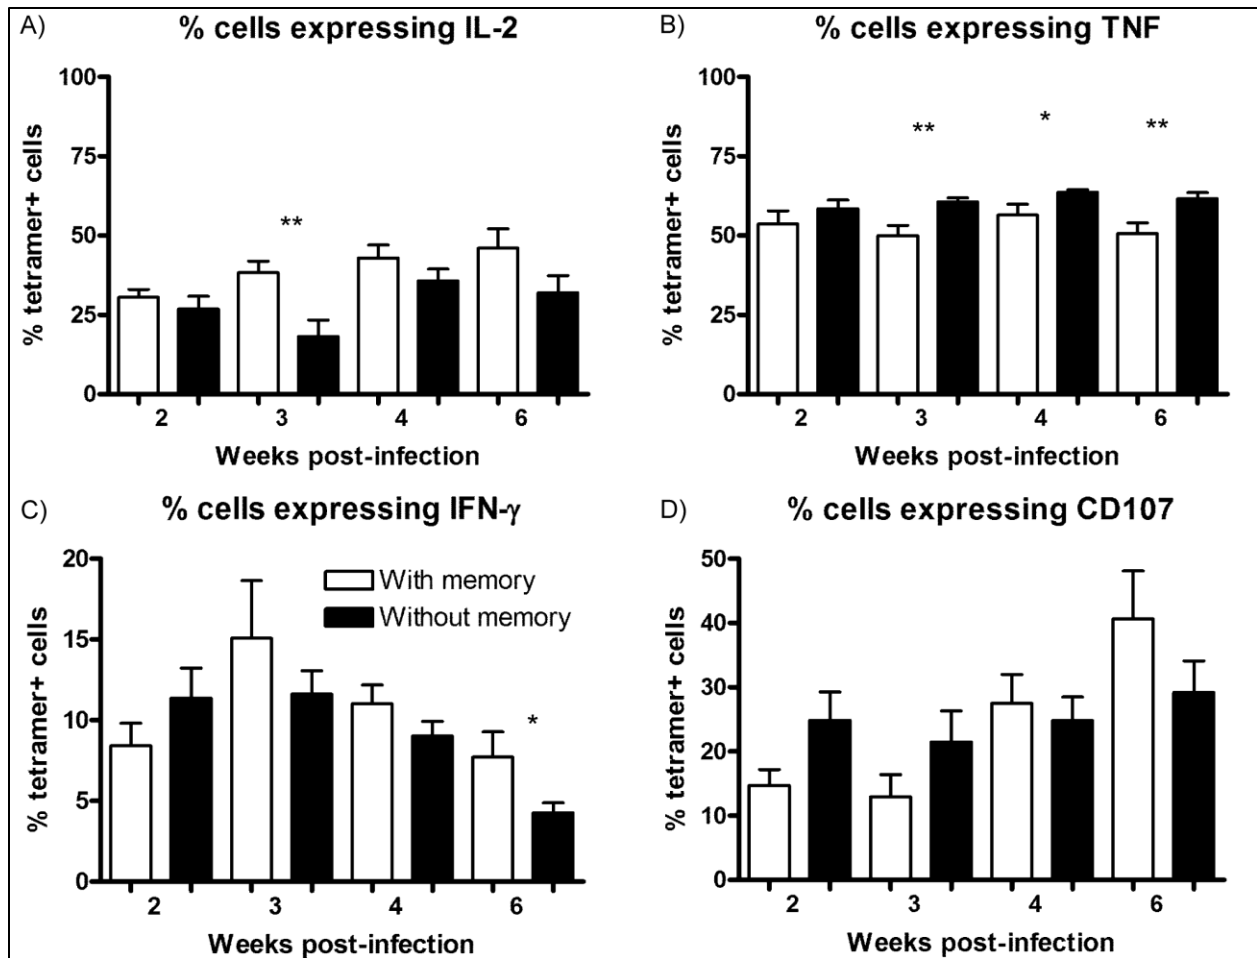 A)
% cells expressing IL-2
100
75
50
25
0
**
% tetramer+ cells
2 3 4 6
Weeks post-infection
B)
% cells expressing TNF
100
75
50
25
0
** * **
% tetramer+ cells
2 3 4 6
Weeks post-infection
C)
% cells expressing IFN-γ
20
15
10
5
0
With memory
Without memory
*
% tetramer+ cells
2 3 4 6
Weeks post-infection
D)
% cells expressing CD107
50
40
30
20
10
0
% tetramer+ cells
2 3 4 6
Weeks post-infection